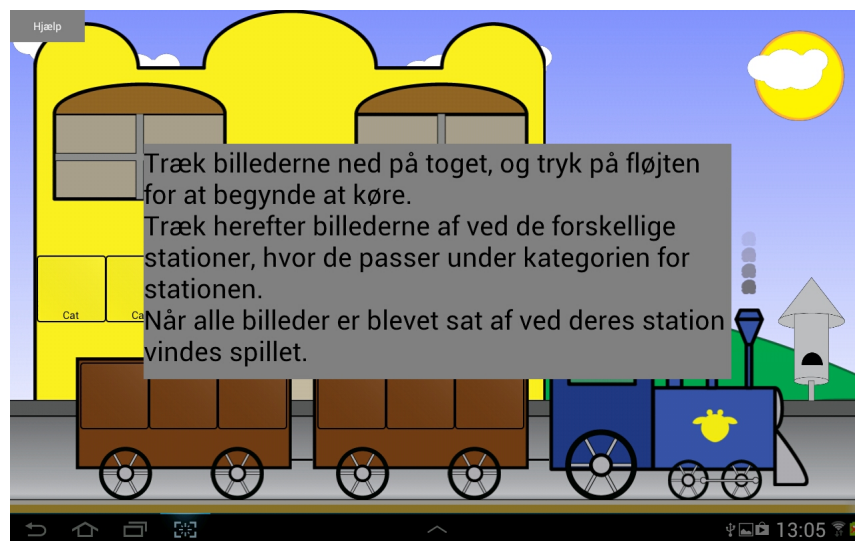 Hjælp
Træk billederne ned på toget, og tryk på fløjten
for at begynde at køre.
Træk herefter billederne af ved de forskellige
stationer, hvor de passer under kategorien for
stationen.
Når alle billeder er blevet sat af ved deres station
vindes spillet.
Cat
13:05